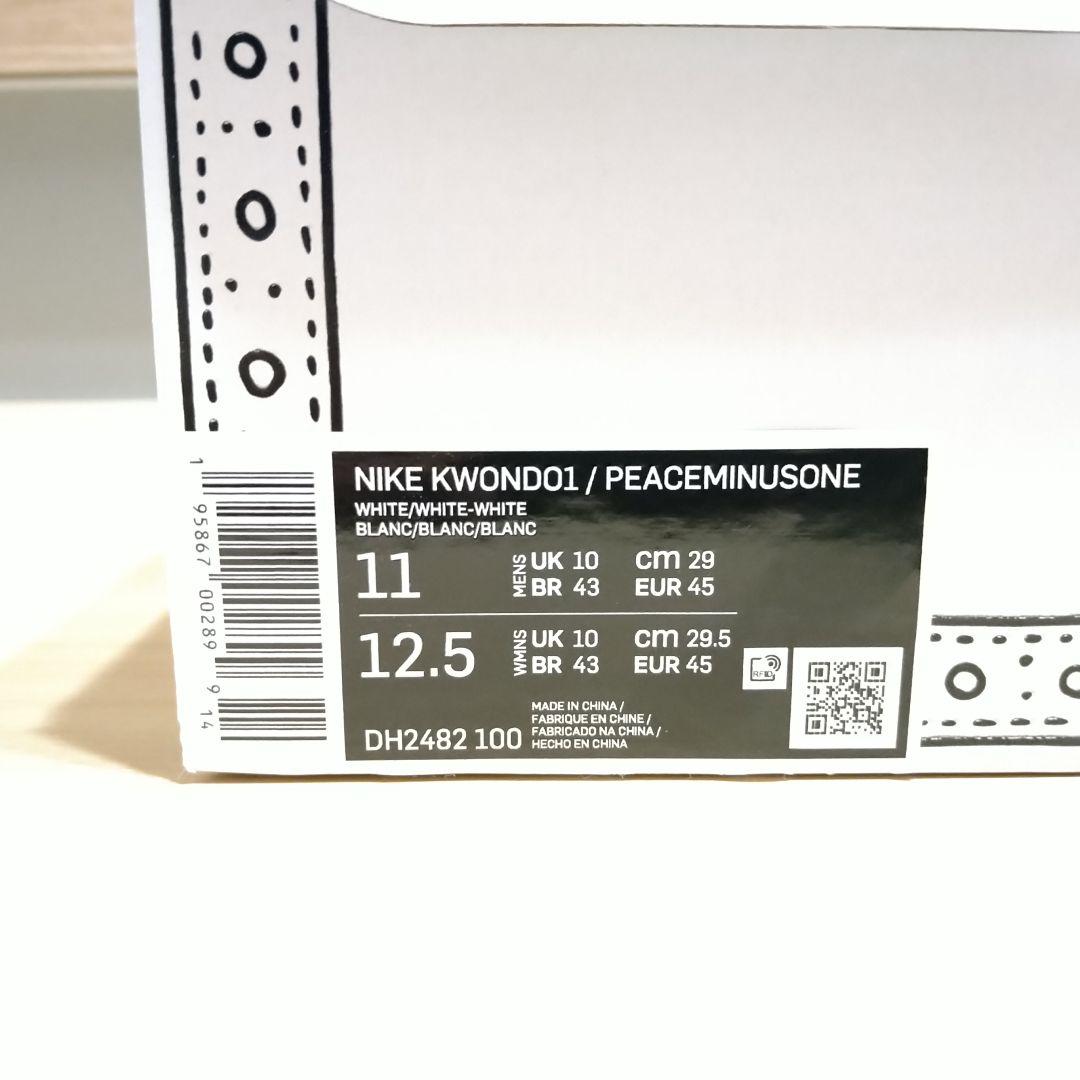 NIKE KWONDO1 / PEACEMINUSONE
WHITE/WHITE-WHITE
BLANC/BLANC/BLANC
11 MENS UK 10 cm 29
BR 43 EUR 45
12.5 WMNS UK 10 cm 29.5
BR 43 EUR 45
RFID
MADE IN CHINA /
FABRIQUE EN CHINE /
FABRICADO NA CHINA /
HECHO EN CHINA
DH2482 100
1 95867 00289 9 14